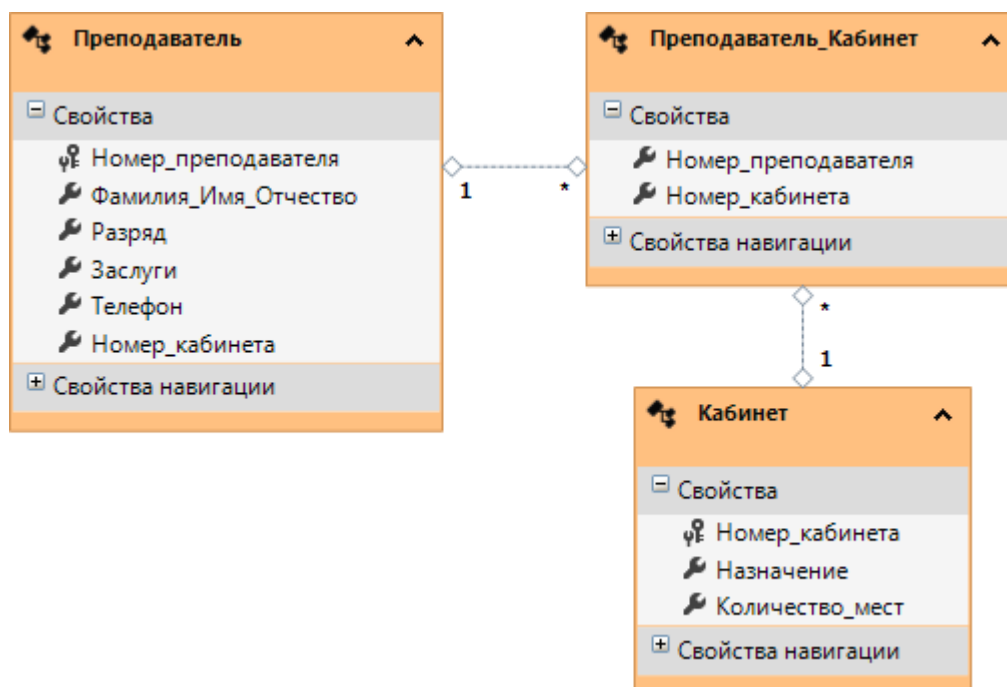 Преподаватель
Свойства
Номер_преподавателя
Фамилия_Имя_Отчество
Разряд
Заслуги
Телефон
Номер_кабинета
Свойства навигации
1
*
Преподаватель_Кабинет
Свойства
Номер_преподавателя
Номер_кабинета
Свойства навигации
*
1
Кабинет
Свойства
Номер_кабинета
Назначение
Количество_мест
Свойства навигации